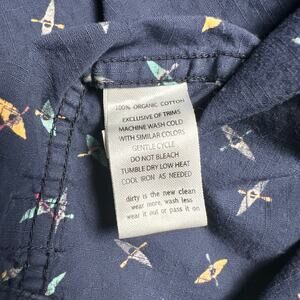 100% ORGANIC COTTON
EXCLUSIVE OF TRIMS
MACHINE WASH COLD
WITH SIMILAR COLORS
GENTLE CYCLE
DO NOT BLEACH
TUMBLE DRY LOW HEAT
COOL IRON AS NEEDED
dirty is the new clean
wear more, wash less
wear it out or pass it on